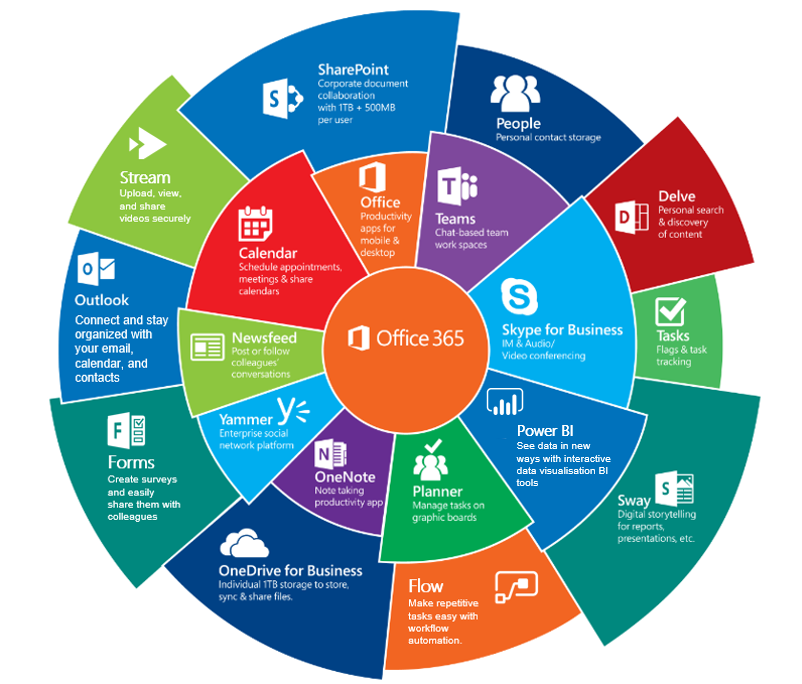 SharePoint
Corporate document
collaboration
with 1TB + 500MB
per user
S
People
Personal contact storage
Stream
Upload, view,
and share
videos securely
Office
Productivity
apps for
mobile &
desktop
T
Teams
Chat-based team
work spaces
D
Delve
Personal search
& discovery
of content
Calendar
Schedule appointments,
meetings & share
calendars
O
Outlook
Connect and stay
organized with
your email,
calendar, and
contacts
S
Skype for Business
IM & Audio/
Video conferencing
Tasks
Flags & task
tracking
Newsfeed
Post or follow
colleagues'
conversations
Office 365
Yammer
Enterprise social
network platform
Power BI
See data in new
ways with interactive
data visualisation BI
tools
F
Forms
Create surveys
and easily
share them with
colleagues
N
OneNote
Note taking
productivity app
Planner
Manage tasks on
graphic boards
S
Sway
Digital storytelling
for reports,
presentations, etc.
OneDrive for Business
Individual 1TB storage to store,
sync & share files.
Flow
Make repetitive
tasks easy with
workflow
automation.